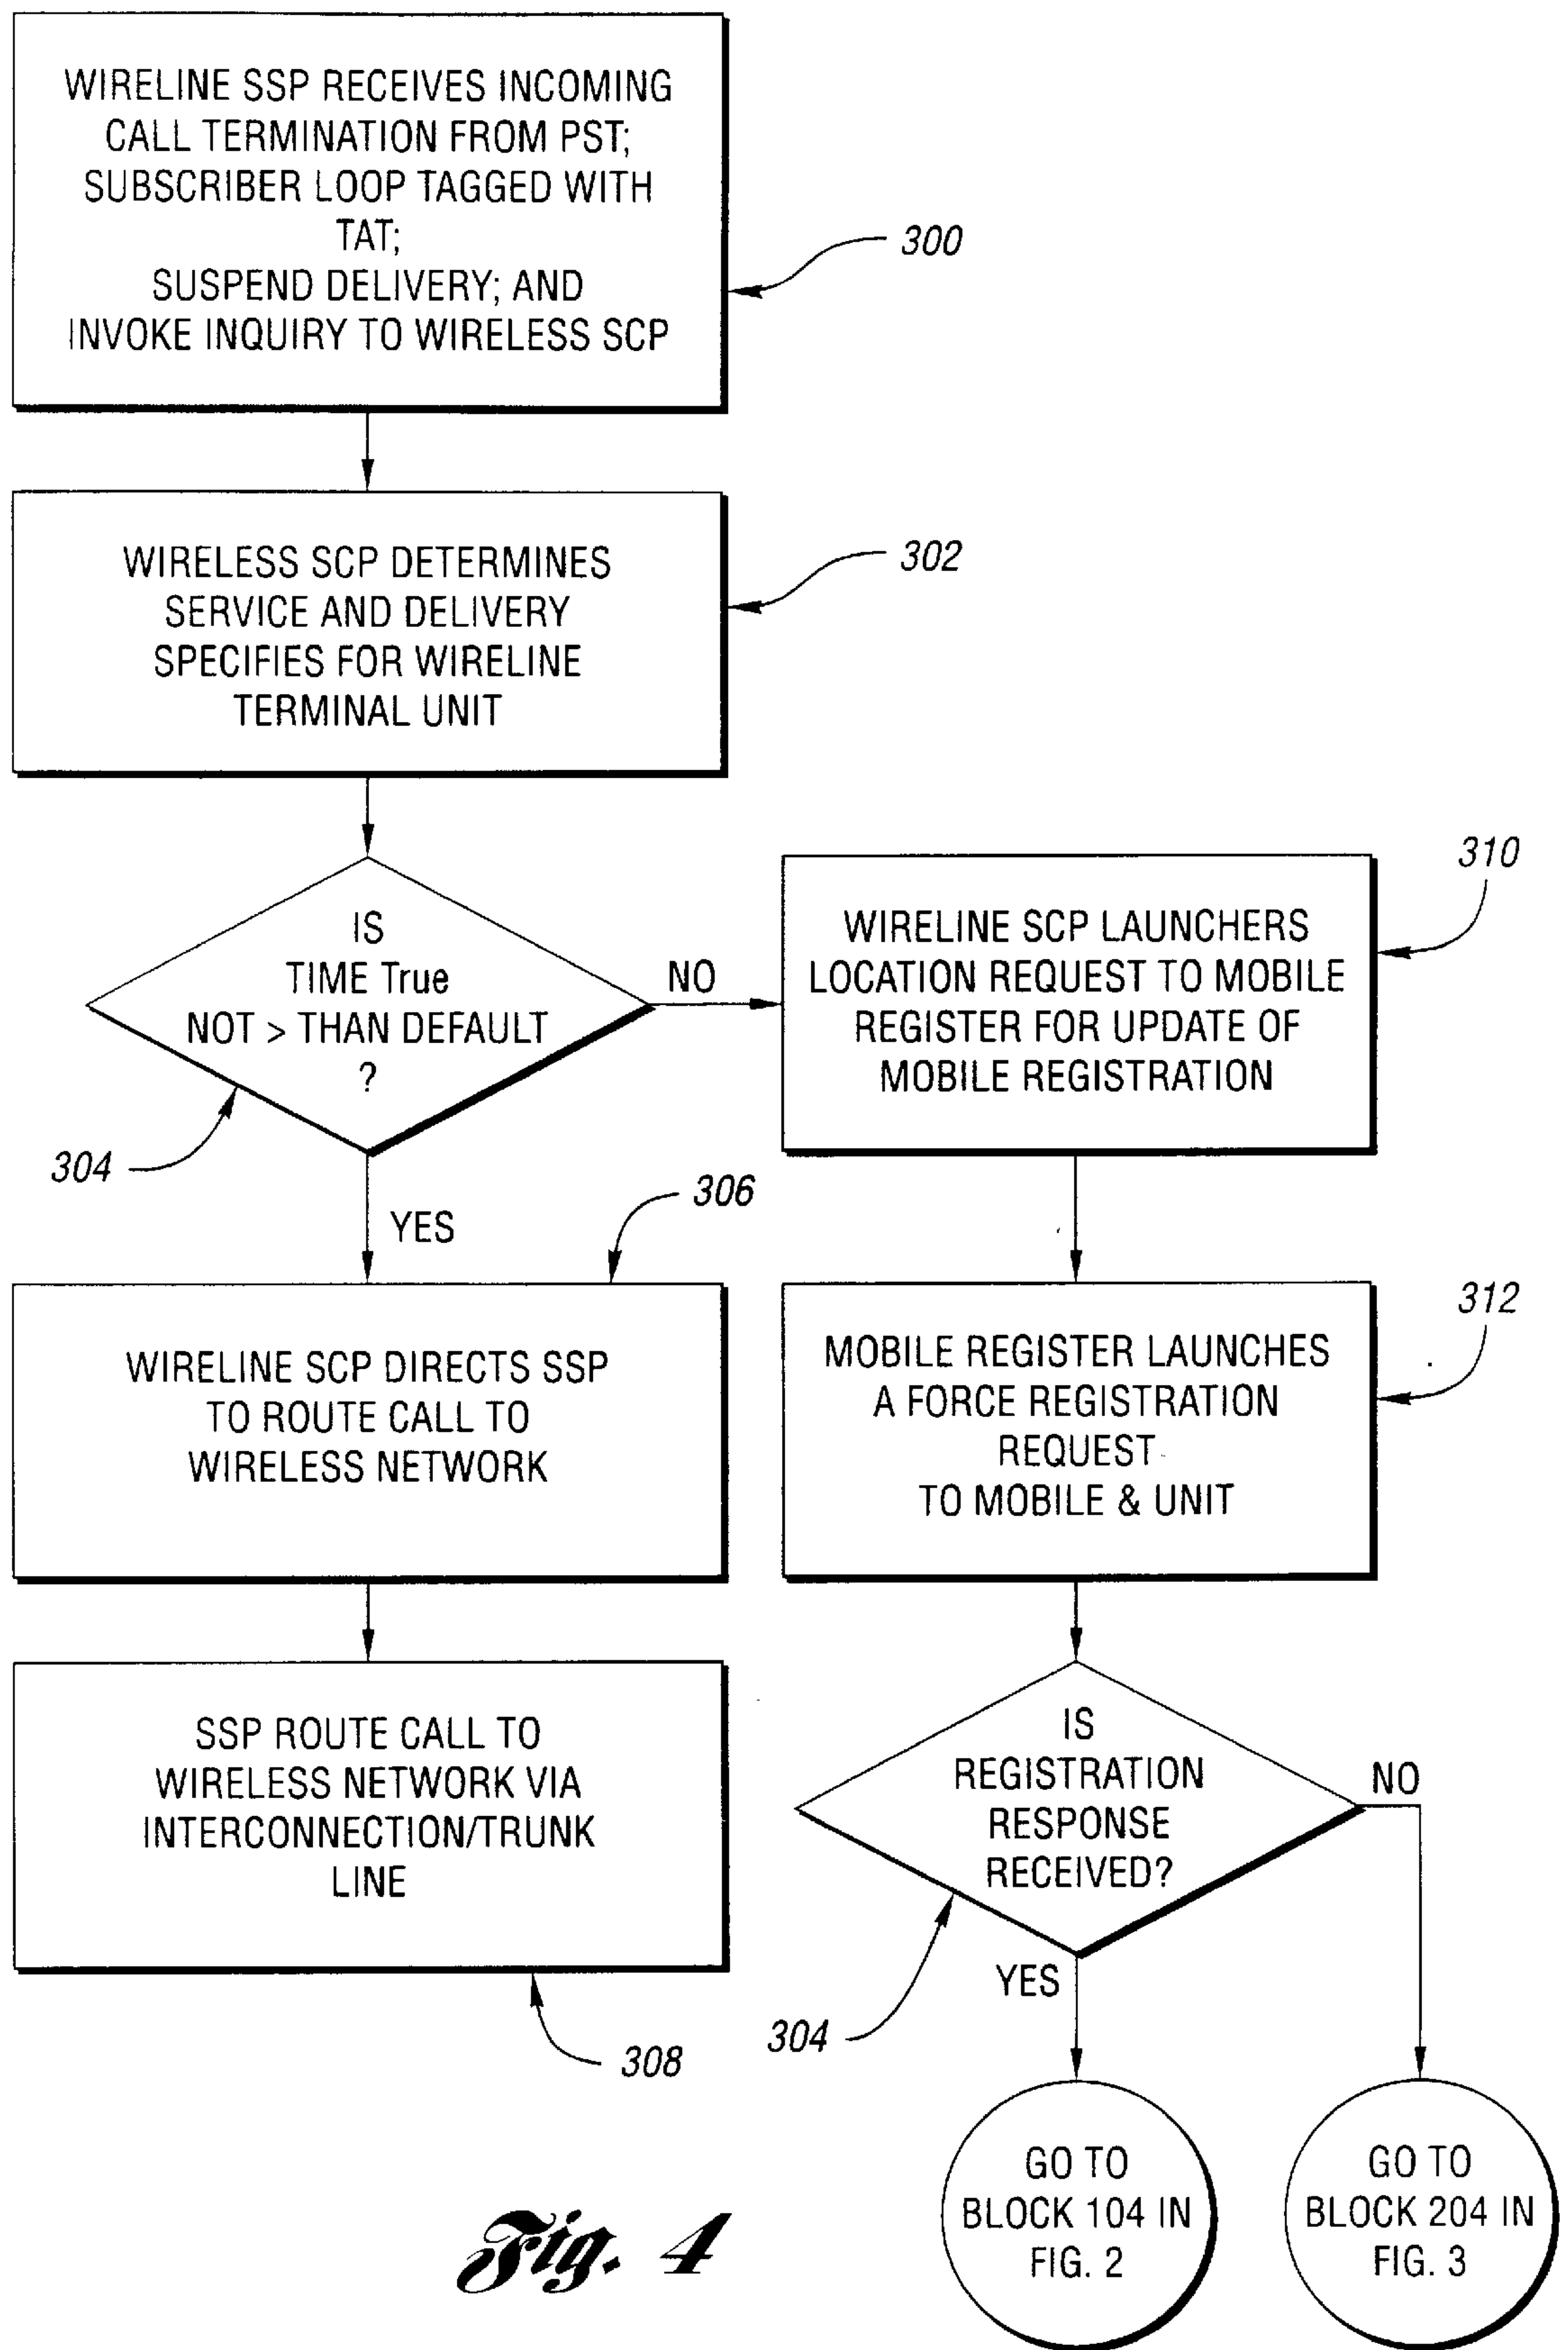 WIRELINE SSP RECEIVES INCOMING
CALL TERMINATION FROM PST;
SUBSCRIBER LOOP TAGGED WITH
TAT;
SUSPEND DELIVERY; AND
INVOKE INQUIRY TO WIRELESS SCP
300
WIRELESS SCP DETERMINES
SERVICE AND DELIVERY
SPECIFIES FOR WIRELINE
TERMINAL UNIT
302
IS
TIME True
NOT > THAN DEFAULT
?
NO
304
YES
310
WIRELINE SCP LAUNCHERS
LOCATION REQUEST TO MOBILE
REGISTER FOR UPDATE OF
MOBILE REGISTRATION
306
WIRELINE SCP DIRECTS SSP
TO ROUTE CALL TO
WIRELESS NETWORK
312
MOBILE REGISTER LAUNCHES
A FORCE REGISTRATION
REQUEST
TO MOBILE & UNIT
SSP ROUTE CALL TO
WIRELESS NETWORK VIA
INTERCONNECTION/TRUNK
LINE
308
IS
REGISTRATION
RESPONSE
RECEIVED?
NO
304
YES
GO TO
BLOCK 104 IN
FIG. 2
GO TO
BLOCK 204 IN
FIG. 3
Fig. 4